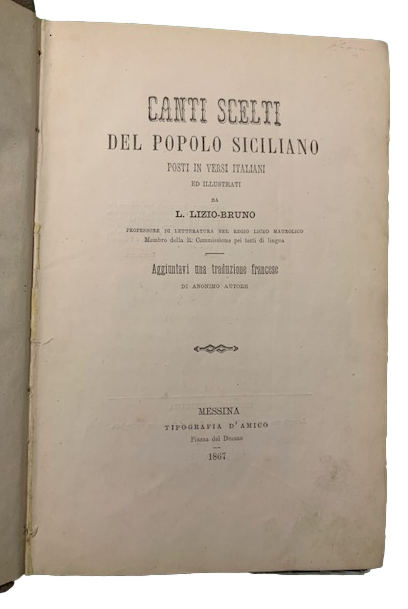 CANTI SCELTI
DEL POPOLO SICILIANO
POSTI IN VERSI ITALIANI
ED ILLUSTRATI
DA
L. LIZIO-BRUNO
PROFESSORE DI LETTERATURA NEL REGIO LICEO MAUROLICO
Membro della R. Commissione pei testi di lingua
Aggiuntavi una traduzione francese
DI ANONIMO AUTORE
MESSINA
TIPOGRAFIA D'AMICO
Piazza del Duomo
1867